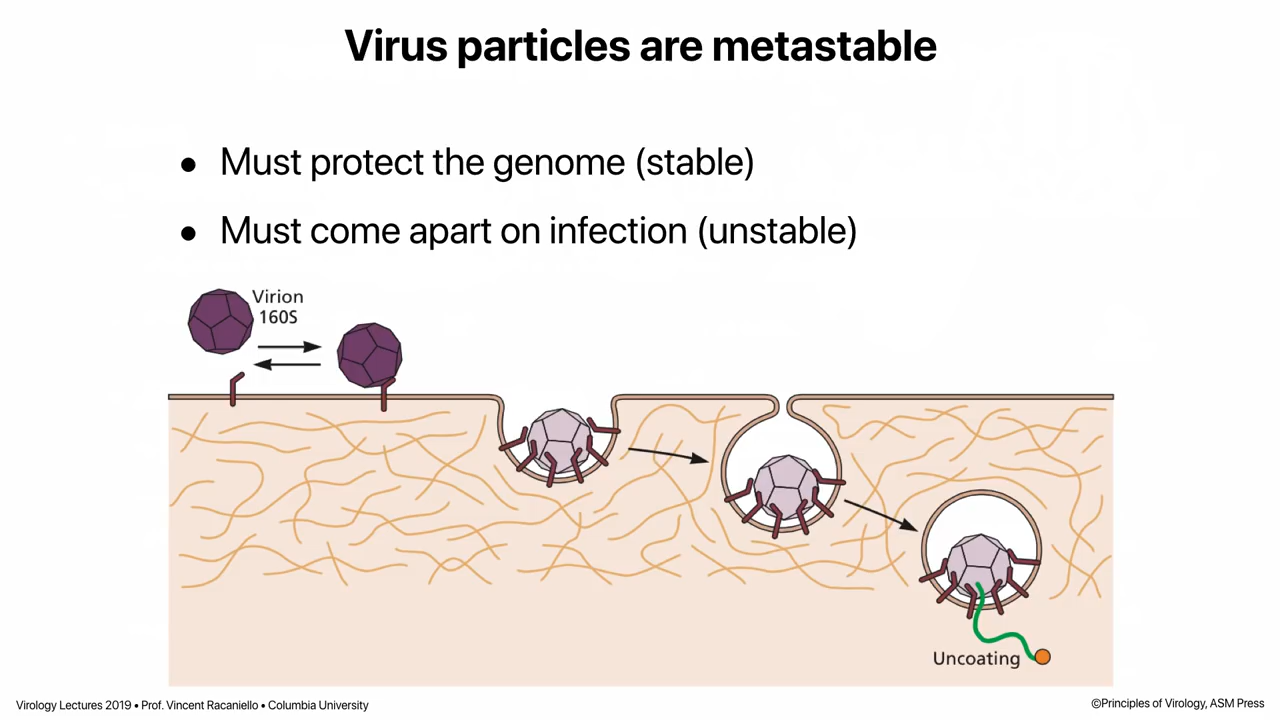 Virus particles are metastable
• Must protect the genome (stable)
• Must come apart on infection (unstable)
Virion
160S
Uncoating
Virology Lectures 2019 • Prof. Vincent Racaniello • Columbia University
©Principles of Virology, ASM Press